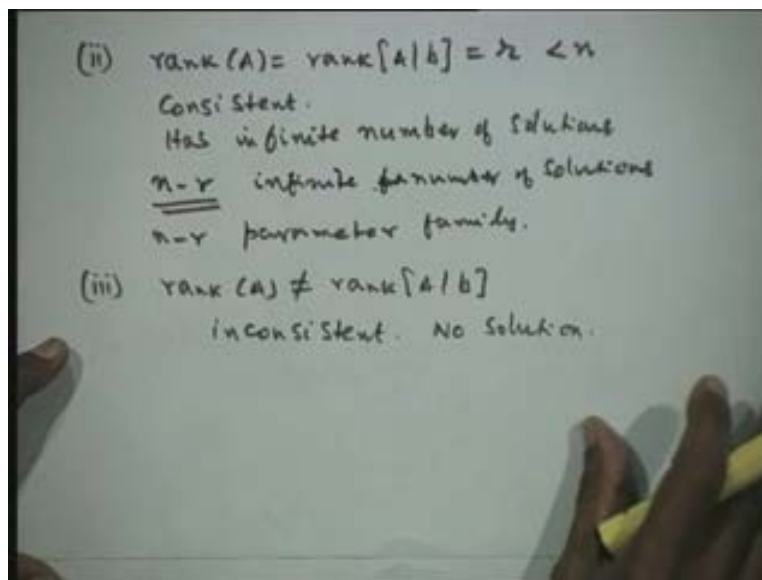 (ii) rank (A) = rank [A|b] = r < n
Consistent.
Has infinite number of solutions
n-r infinite number of solutions
n-r parameter family.
(iii) rank (A) ≠ rank [A|b]
inconsistent. No solution.